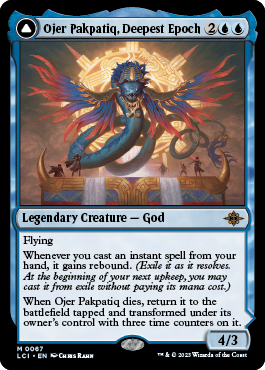 Ojer Pakpatiq, Deepest Epoch 2
Legendary Creature — God
Flying
Whenever you cast an instant spell from
your hand, it gains rebound. (Exile it as it resolves.
At the beginning of your next upkeep, you may
cast it from exile without paying its mana cost.)
When Ojer Pakpatiq dies, return it to the
battlefield tapped and transformed under its
owner's control with three time counters on it.
4/3
M 0067
LCI • EN Chris Rahn
™ & © 2023 Wizards of the Coast